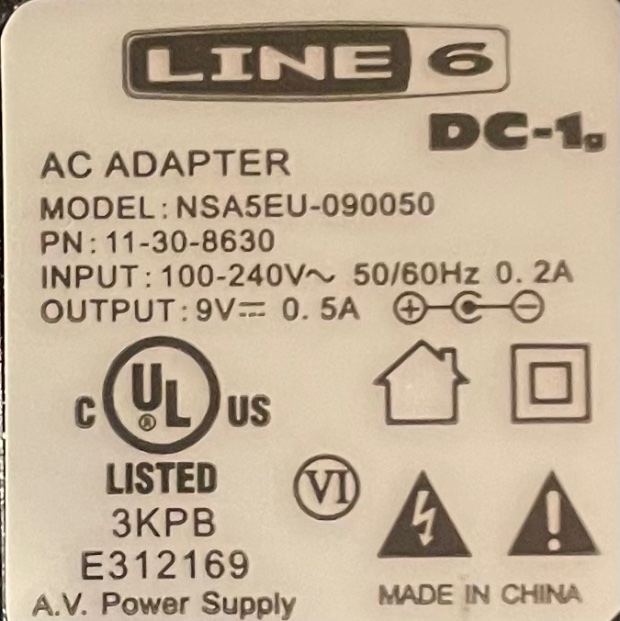 LINE 6
DC-1g
AC ADAPTER
MODEL: NSA5EU-090050
PN: 11-30-8630
INPUT: 100-240V~ 50/60Hz 0.2A
OUTPUT: 9V⎓ 0.5A
C UL® US
LISTED
VI
3KPB
E312169
A.V. Power Supply
MADE IN CHINA